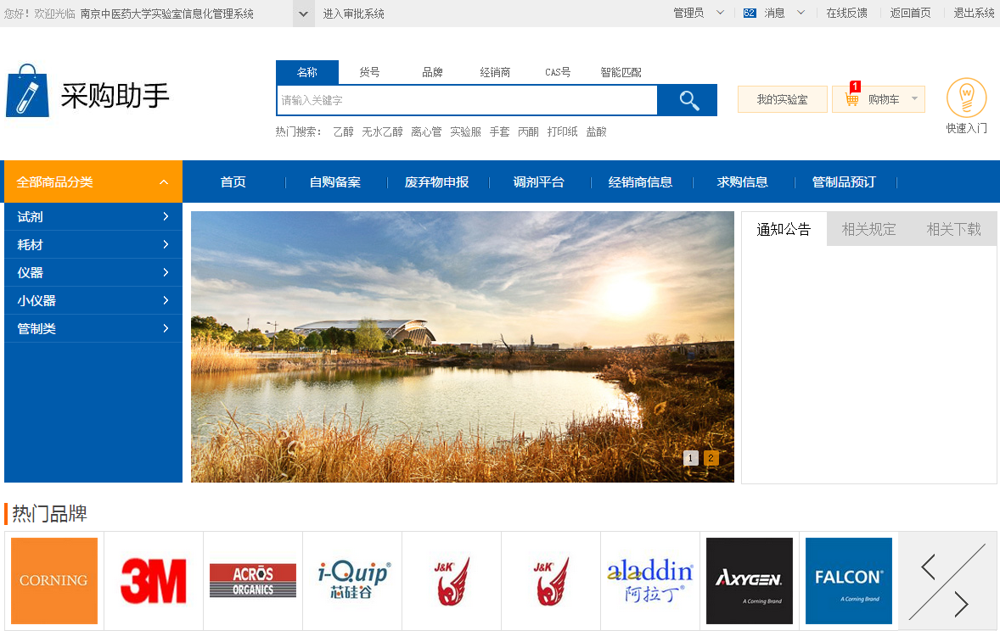 您好！欢迎光临 南京中医药大学实验室信息化管理系统 进入审批系统 管理员 62 消息 在线反馈 返回首页 退出系统
名称 货号 品牌 经销商 CAS号 智能匹配
采购助手
请输入关键字
我的实验室 1 购物车
W
快速入门
热门搜索： 乙醇 无水乙醇 离心管 实验服 手套 丙酮 打印纸 盐酸
全部商品分类 首页 自购备案 废弃物申报 调剂平台 经销商信息 求购信息 管制品预订
试剂
耗材
仪器
小仪器
管制类
通知公告 相关规定 相关下载
1 2
热门品牌
CORNING
3M
ACROS
ORGANICS
i-Quip®
芯硅谷
J&K
J&K
aladdin®
阿拉丁®
AXYGEN.
A Corning Brand
FALCON®
A Corning Brand